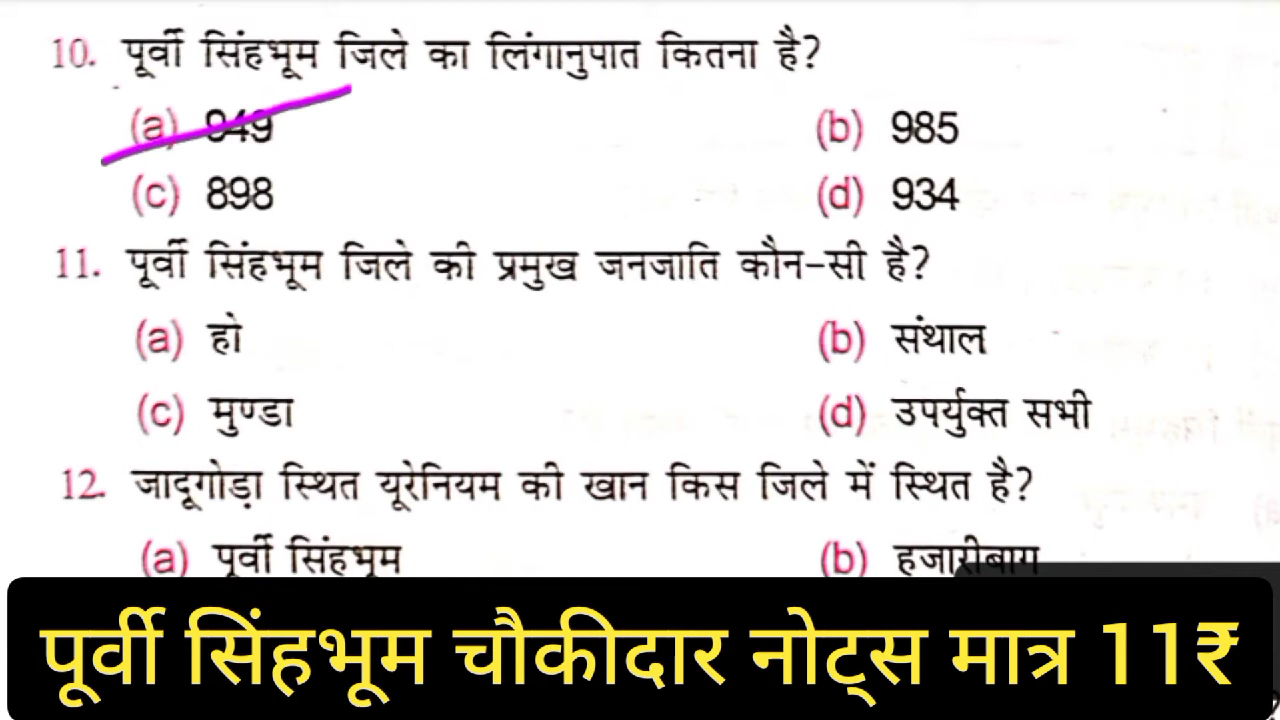 10. पूर्वी सिंहभूम जिले का लिंगानुपात कितना है?
(a) 949 (b) 985
(c) 898 (d) 934
11. पूर्वी सिंहभूम जिले की प्रमुख जनजाति कौन-सी है?
(a) हो (b) संथाल
(c) मुण्डा (d) उपर्युक्त सभी
12. जादूगोड़ा स्थित यूरेनियम की खान किस जिले में स्थित है?
(a) पूर्वी सिंहभूम (b) हजारीबाग
पूर्वी सिंहभूम चौकीदार नोट्स मात्र 11₹